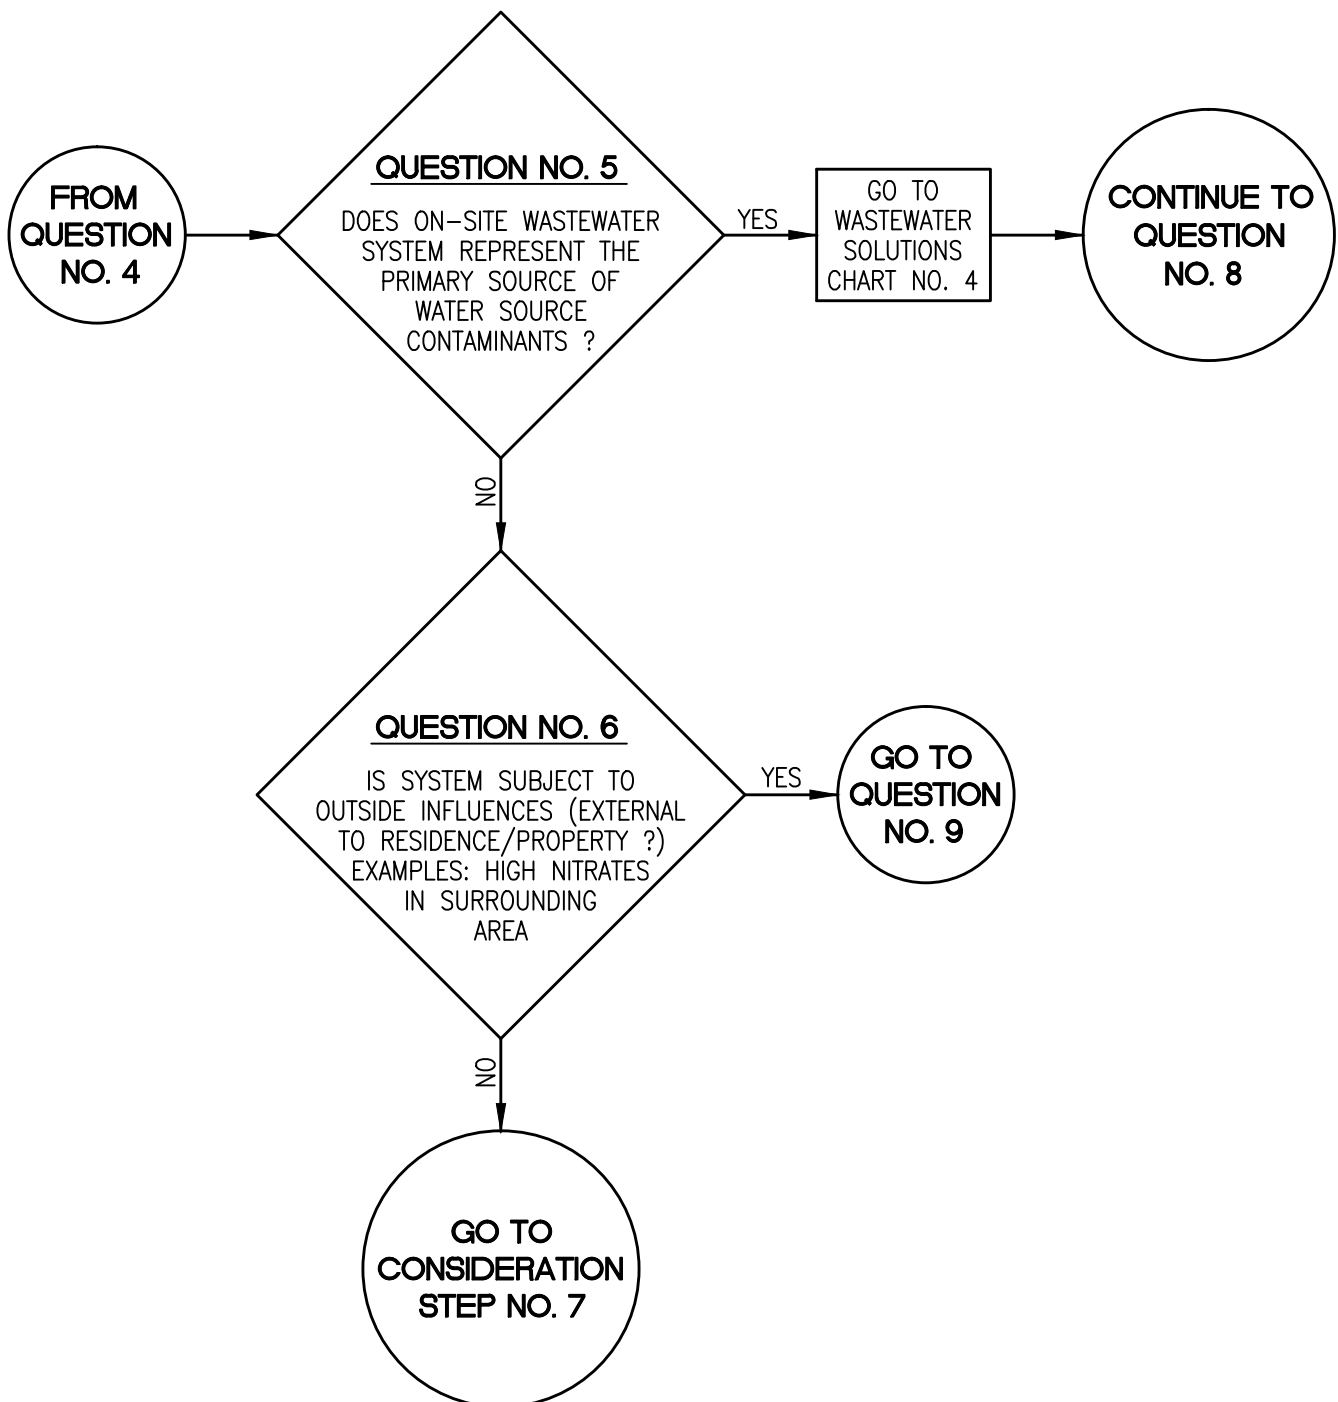 FROM
QUESTION
NO. 4
QUESTION NO. 5
DOES ON-SITE WASTEWATER
SYSTEM REPRESENT THE
PRIMARY SOURCE OF
WATER SOURCE
CONTAMINANTS ?
YES
GO TO
WASTEWATER
SOLUTIONS
CHART NO. 4
CONTINUE TO
QUESTION
NO. 8
NO
QUESTION NO. 6
IS SYSTEM SUBJECT TO
OUTSIDE INFLUENCES (EXTERNAL
TO RESIDENCE/PROPERTY ?)
EXAMPLES: HIGH NITRATES
IN SURROUNDING
AREA
YES
GO TO
QUESTION
NO. 9
NO
GO TO
CONSIDERATION
STEP NO. 7